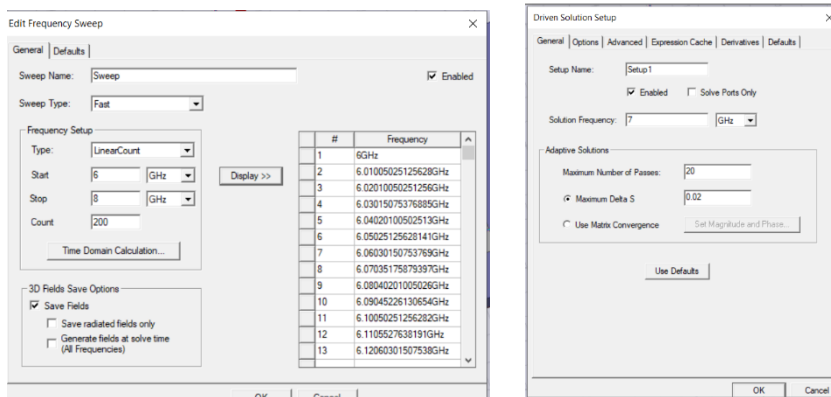 Edit Frequency Sweep
General Defaults
Sweep Name: Sweep Enabled
Sweep Type: Fast
Frequency Setup
Type: LinearCount
Start 6 GHz
Stop 8 GHz
Count 200
Time Domain Calculation...
Display >>
3D Fields Save Options
Save Fields
Save radiated fields only
Generate fields at solve time
(All Frequencies)
# Frequency
1 6GHz
2 6.01005025125628GHz
3 6.02010050251256GHz
4 6.03015075376885GHz
5 6.04020100502513GHz
6 6.05025125628141GHz
7 6.06030150753769GHz
8 6.07035175879397GHz
9 6.08040201005026GHz
10 6.09045226130654GHz
11 6.10050251256282GHz
12 6.1105527638191GHz
13 6.12060301507538GHz
OK Cancel
Driven Solution Setup
General Options Advanced Expression Cache Derivatives Defaults
Setup Name: Setup1
Enabled Solve Ports Only
Solution Frequency: 7 GHz
Adaptive Solutions
Maximum Number of Passes: 20
Maximum Delta S 0.02
Use Matrix Convergence Set Magnitude and Phase...
Use Defaults
OK Cancel